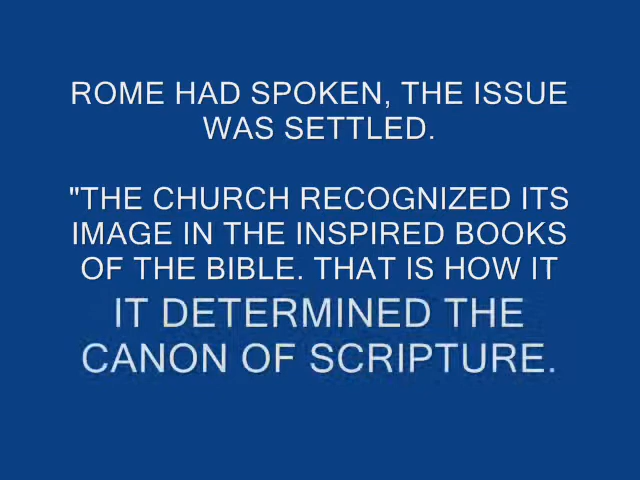 ROME HAD SPOKEN, THE ISSUE
WAS SETTLED.
"THE CHURCH RECOGNIZED ITS
IMAGE IN THE INSPIRED BOOKS
OF THE BIBLE. THAT IS HOW IT
IT DETERMINED THE
CANON OF SCRIPTURE.